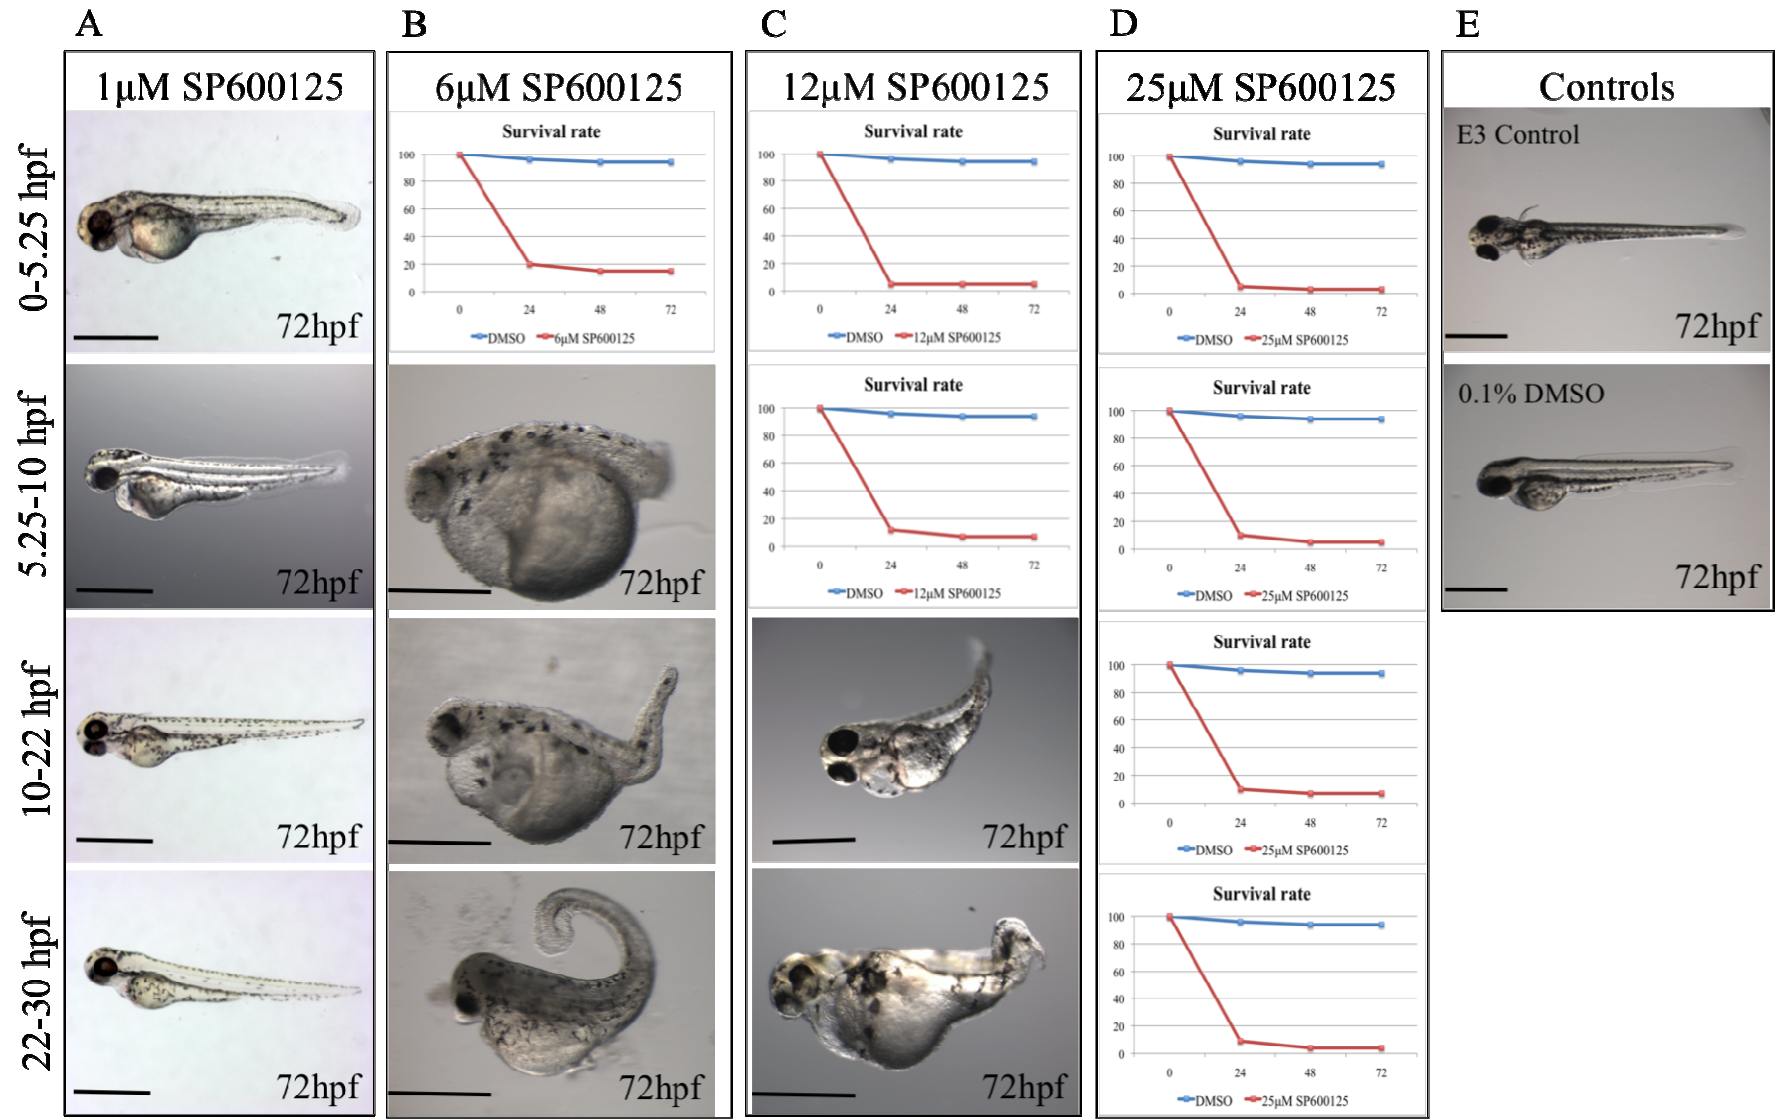 A
B
C
D
E
1μM SP600125
6μM SP600125
12μM SP600125
25μM SP600125
Controls
0-5.25 hpf
72hpf
Survival rate
100
80
60
40
20
0
0 24 48 72
DMSO 6μM SP600125
Survival rate
100
80
60
40
20
0
0 24 48 72
DMSO 12μM SP600125
Survival rate
100
80
60
40
20
0
0 24 48 72
DMSO 25μM SP600125
E3 Control
72hpf
5.25-10 hpf
72hpf
72hpf
Survival rate
100
80
60
40
20
0
0 24 48 72
DMSO 12μM SP600125
Survival rate
100
80
60
40
20
0
0 24 48 72
DMSO 25μM SP600125
0.1% DMSO
72hpf
10-22 hpf
72hpf
72hpf
72hpf
Survival rate
100
80
60
40
20
0
0 24 48 72
DMSO 25μM SP600125
22-30 hpf
72hpf
72hpf
72hpf
Survival rate
100
80
60
40
20
0
0 24 48 72
DMSO 25μM SP600125